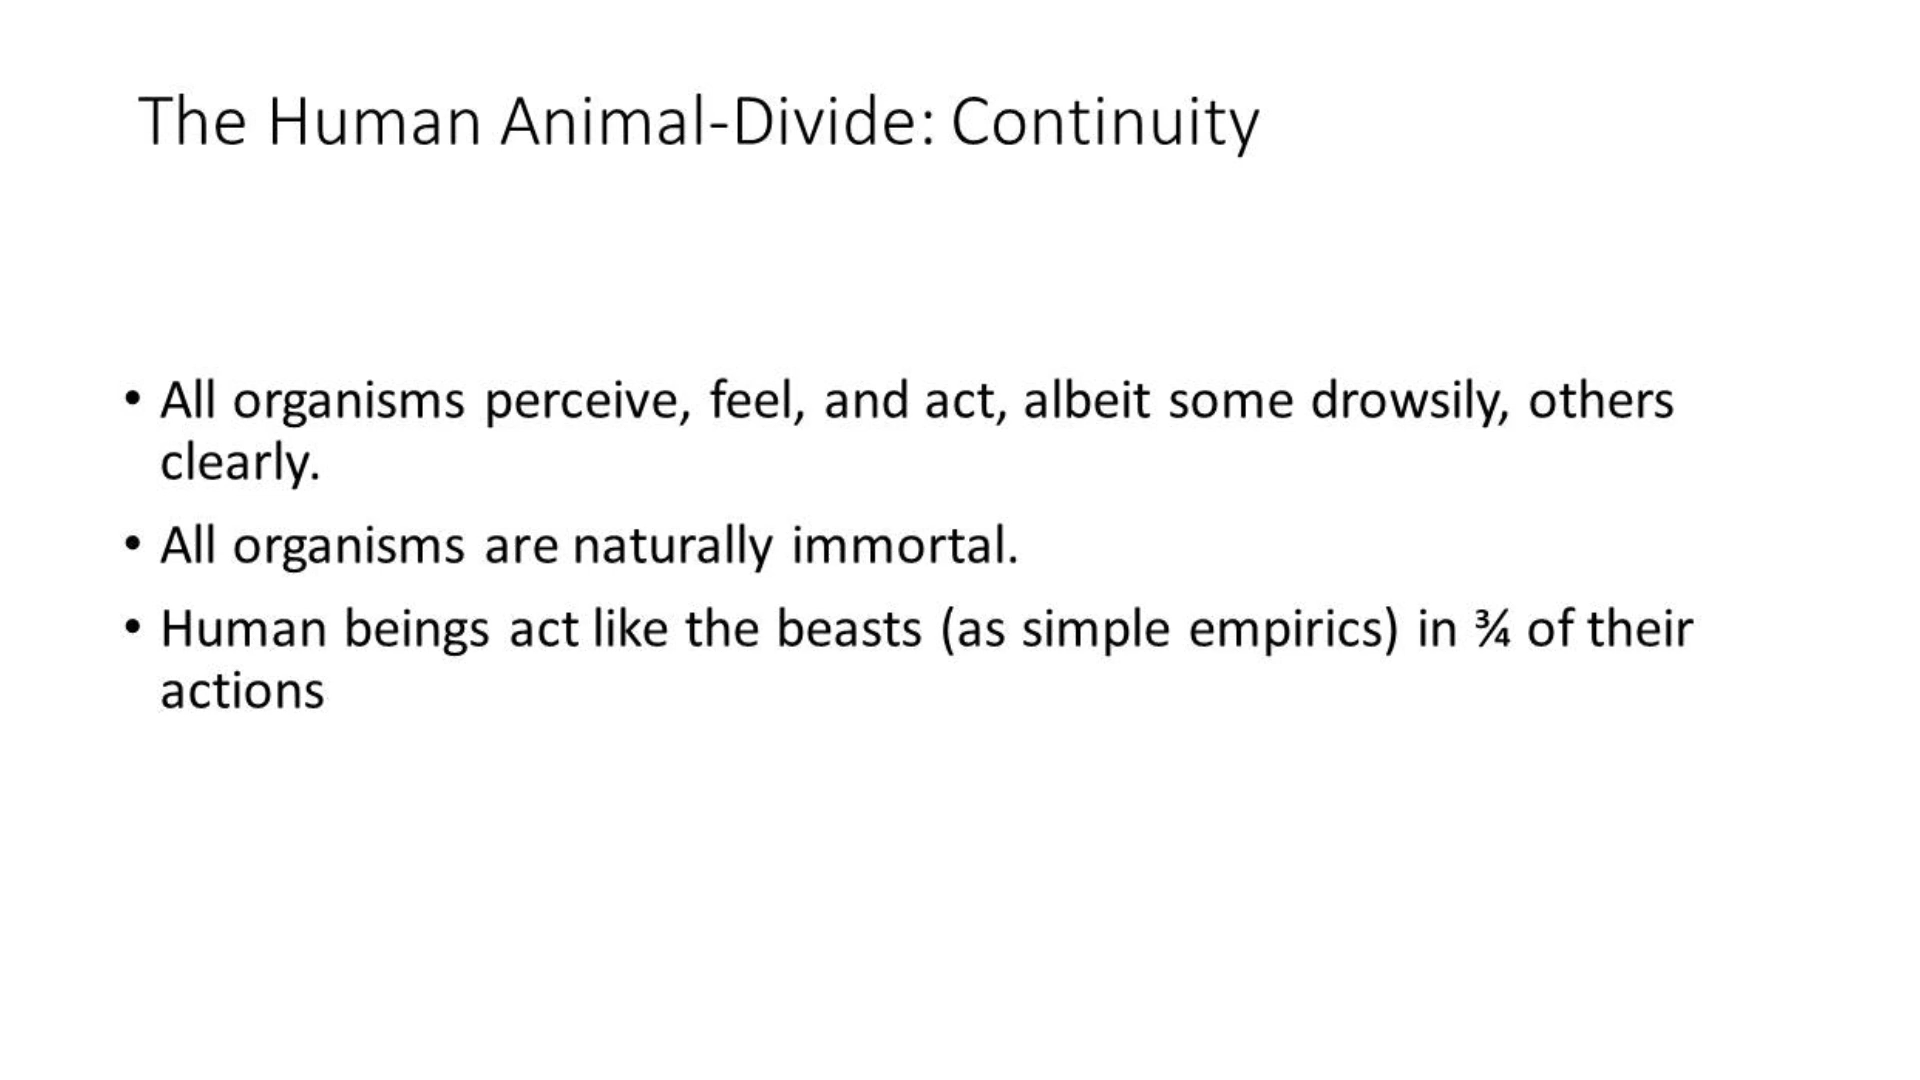 The Human Animal-Divide: Continuity
• All organisms perceive, feel, and act, albeit some drowsily, others
clearly.
• All organisms are naturally immortal.
• Human beings act like the beasts (as simple empirics) in ¾ of their
actions